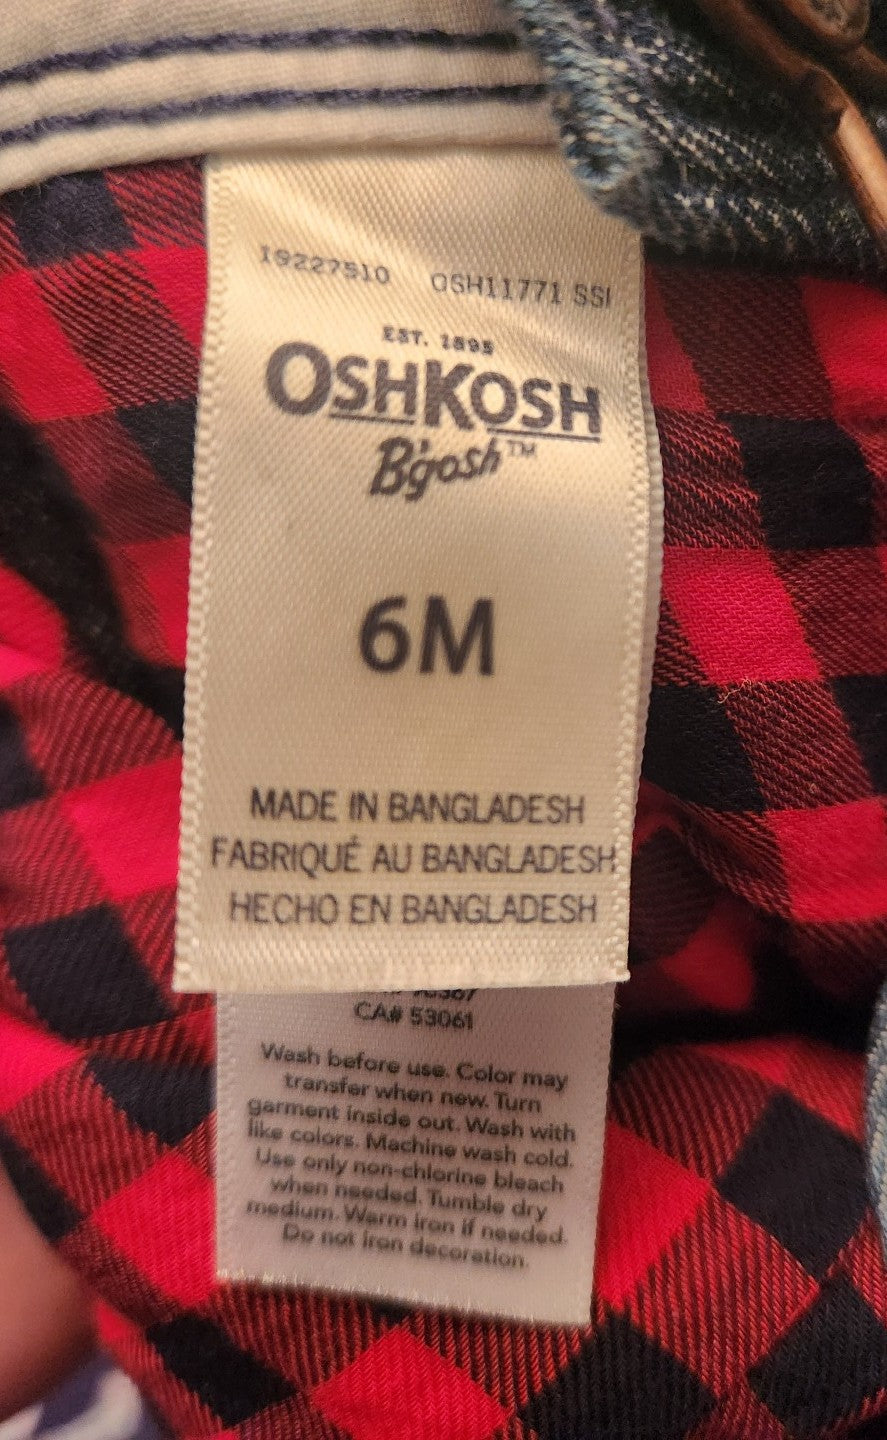 19227510 OSH11771 SSI
EST. 1895
OSHKOSH
B'gosh™
6M
MADE IN BANGLADESH
FABRIQUÉ AU BANGLADESH
HECHO EN BANGLADESH
CA# 53061
Wash before use. Color may
transfer when new. Turn
garment inside out. Wash with
like colors. Machine wash cold.
Use only non-chlorine bleach
when needed. Tumble dry
medium. Warm iron if needed.
Do not iron decoration.